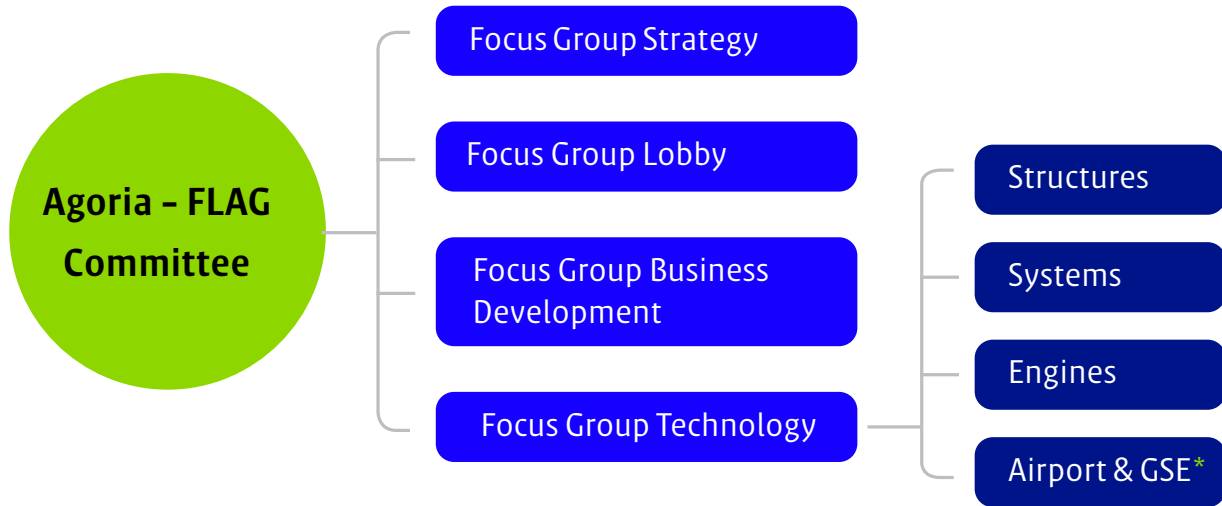 Agoria – FLAG
Committee
Focus Group Strategy
Focus Group Lobby
Focus Group Business
Development
Focus Group Technology
Structures
Systems
Engines
Airport & GSE*